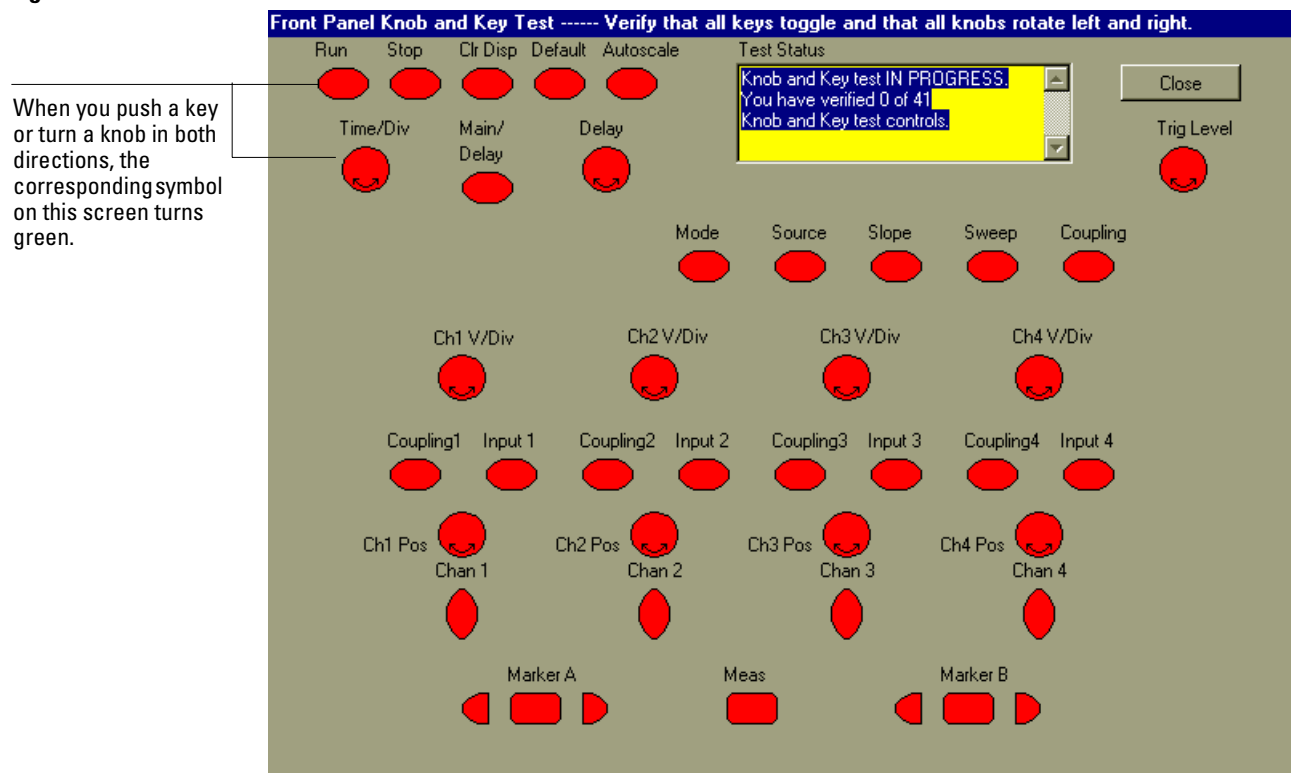 Front Panel Knob and Key Test ------ Verify that all keys toggle and that all knobs rotate left and right.
Run Stop Clr Disp Default Autoscale Test Status
Knob and Key test IN PROGRESS.
You have verified 0 of 41
Knob and Key test controls.
Close
When you push a key
or turn a knob in both
directions, the
corresponding symbol
on this screen turns
green.
Time/Div Main/
Delay
Delay Trig Level
Mode Source Slope Sweep Coupling
Ch1 V/Div Ch2 V/Div Ch3 V/Div Ch4 V/Div
Coupling1 Input 1 Coupling2 Input 2 Coupling3 Input 3 Coupling4 Input 4
Ch1 Pos Ch2 Pos Ch3 Pos Ch4 Pos
Chan 1 Chan 2 Chan 3 Chan 4
Marker A Meas Marker B